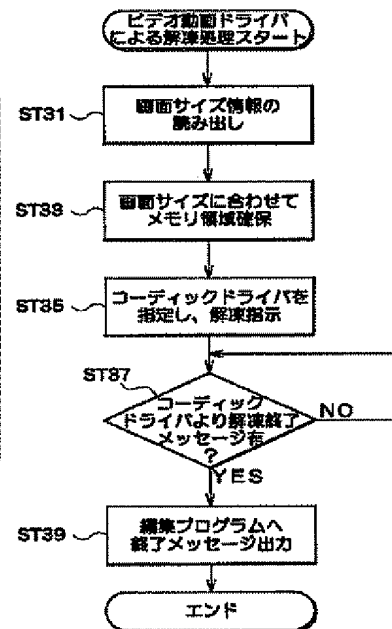 ビデオ動画ドライバ
による解凍処理スタート
ST31
画面サイズ情報の
読み出し
ST33
画面サイズに合わせて
メモリ領域確保
ST35
コーディックドライバを
指定し、解凍指示
ST37
コーディック
ドライバより解凍終了
メッセージ有
?
NO
YES
ST39
編集プログラムへ
終了メッセージ出力
エンド